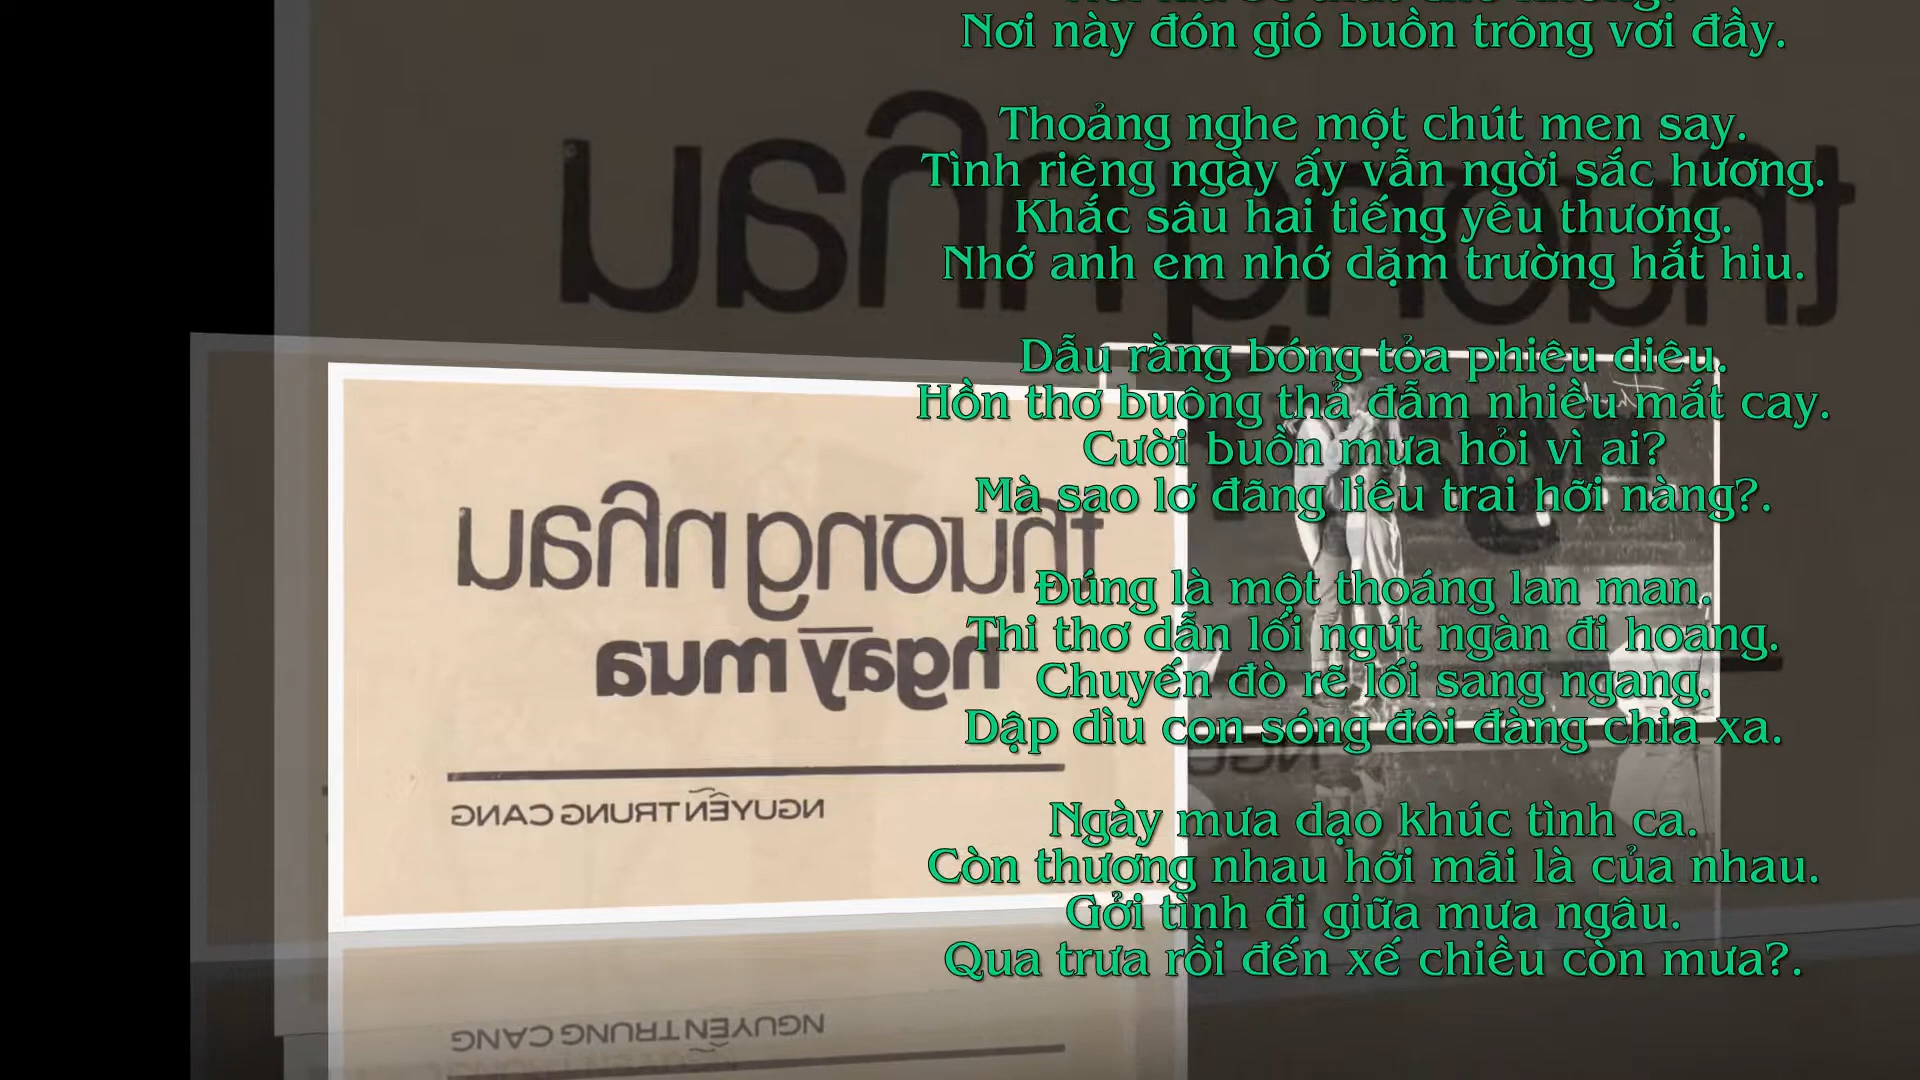 Nơi này đón gió buồn trông vơi đầy.
Thoảng nghe một chút men say.
Tình riêng ngày ấy vẫn ngời sắc hương.
Khắc sâu hai tiếng yêu thương.
Nhớ anh em nhớ dặm trường hắt hiu.
Dẫu rằng bóng tỏa phiêu diêu.
Hồn thơ buông thả đẫm nhiều mắt cay.
Cười buồn mưa hỏi vì ai?
Mà sao lơ đãng liêu trai hỡi nàng?.
Đúng là một thoáng lan man.
Thi thơ dẫn lối ngút ngàn đi hoang.
Chuyến đò rẽ lối sang ngang.
Dập dìu con sóng đôi đàng chia xa.
Ngày mưa dạo khúc tình ca.
Còn thương nhau hỡi mãi là của nhau.
Gởi tình đi giữa mưa ngâu.
Qua trưa rồi đến xế chiều còn mưa?.
thương nhau
thương nhau
ngày mưa
NGUYỄN TRUNG CANG
NGUYỄN TRUNG CANG